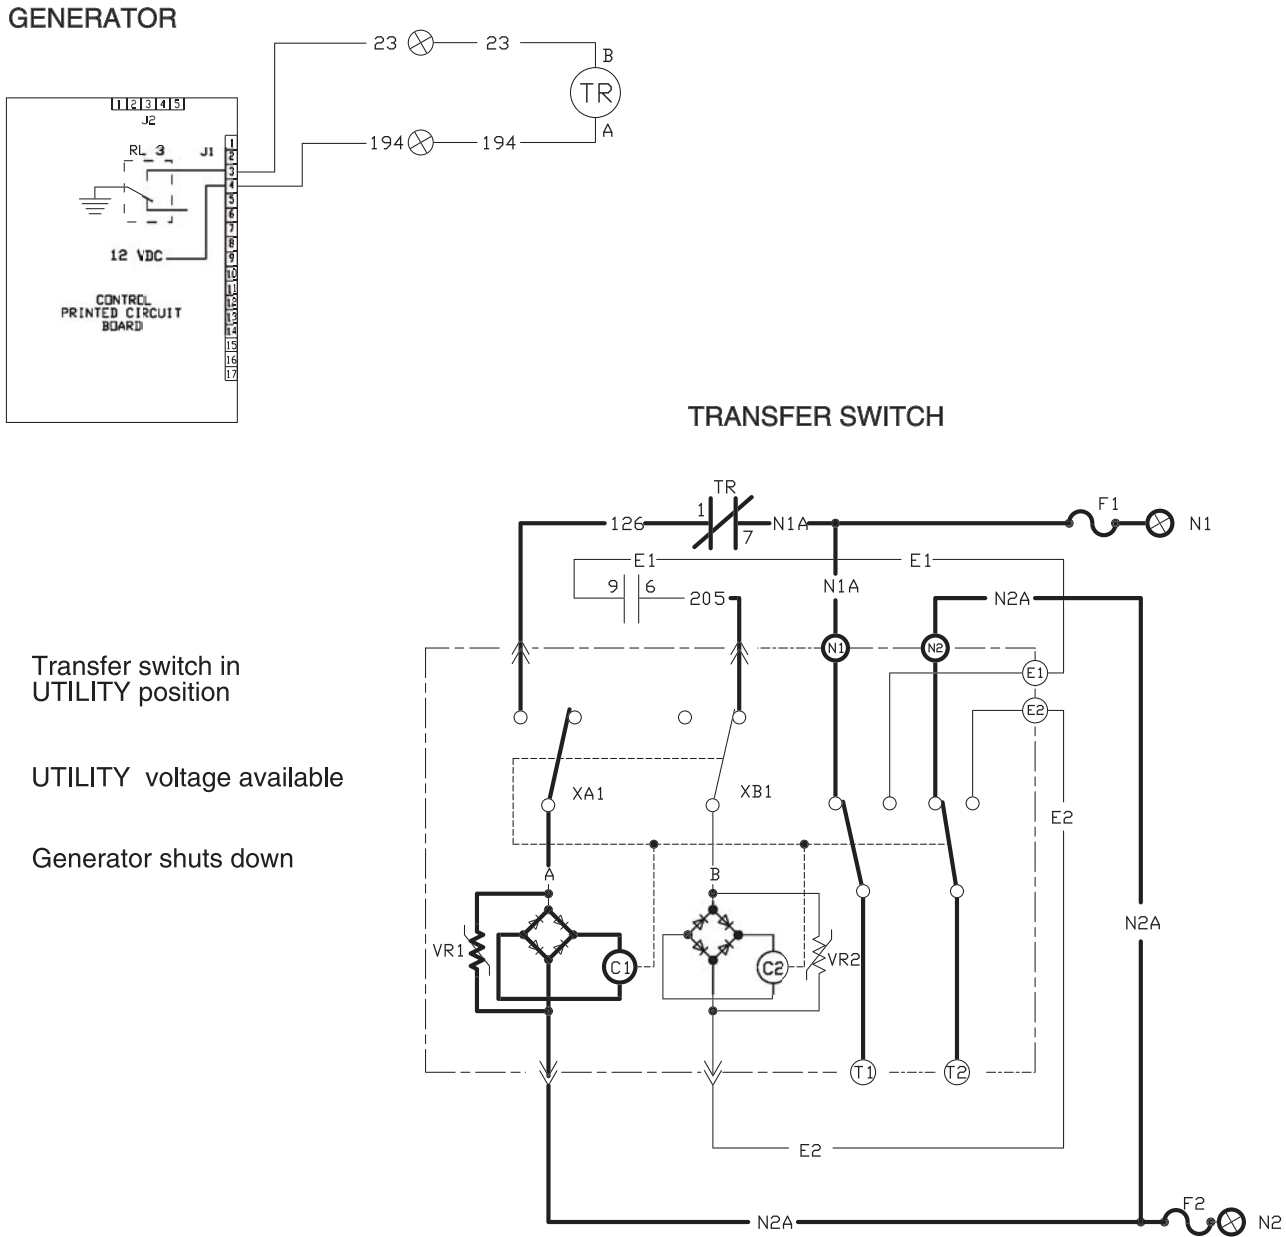 GENERATOR
23 23
B
TR
A
194 194
1 2 3 4 5
J2
RL 3
J1
1
2
3
4
5
6
7
8
9
10
11
12
13
14
15
16
17
12 VDC
CONTROL
PRINTED CIRCUIT
BOARD
TRANSFER SWITCH
TR
1
7
126
N1A
F1
N1
E1
E1
9 6
205
N1A
N2A
N1
N2
E1
E2
Transfer switch in
UTILITY position
UTILITY voltage available
Generator shuts down
XA1
XB1
E2
A
B
VR1
C1
C2
VR2
N2A
T1
T2
E2
N2A
F2
N2